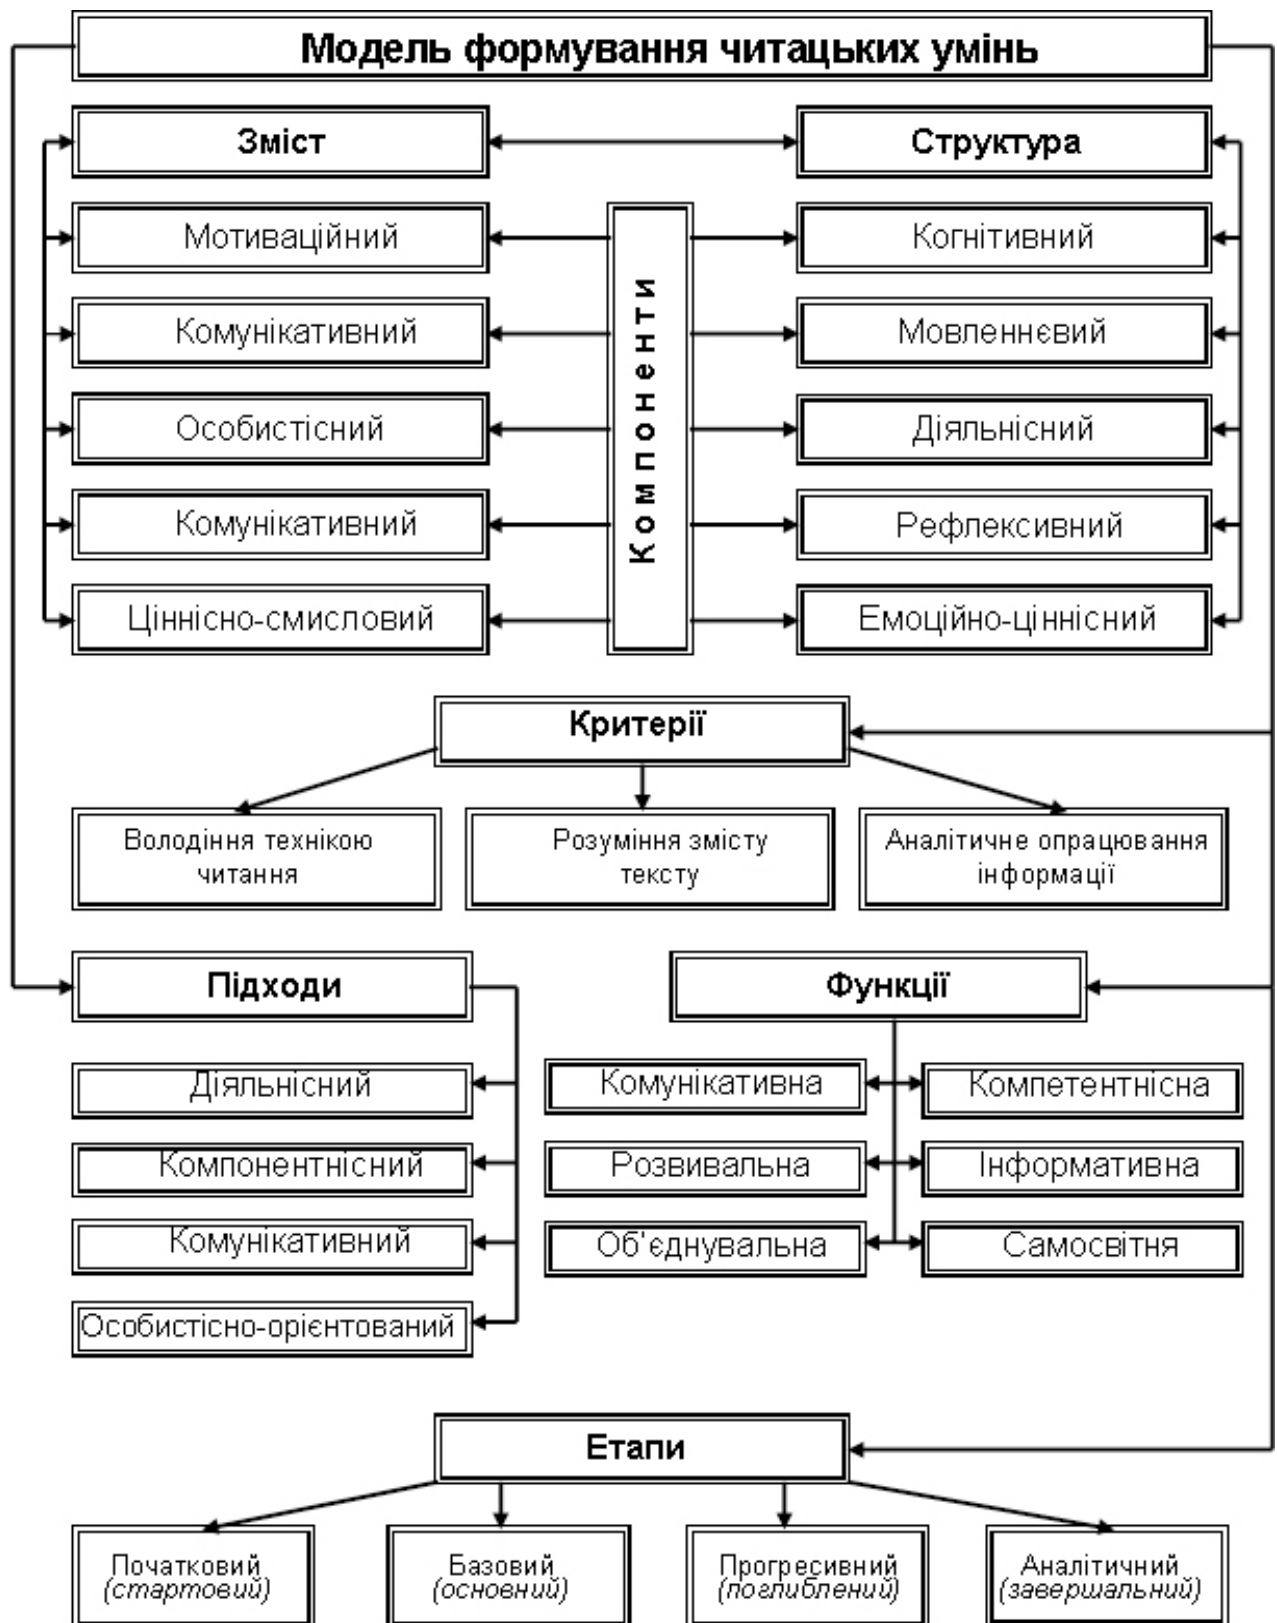 Модель формування читацьких умінь
Зміст
Структура
Мотиваційний
Когнітивний
Комунікативний
Мовленнєвий
Особистісний
Діяльнісний
Комунікативний
Рефлексивний
Ціннісно-смисловий
Емоційно-ціннісний
Компоненти
Критерії
Володіння технікою
читання
Розуміння змісту
тексту
Аналітичне опрацювання
інформації
Підходи
Діяльнісний
Компонентнісний
Комунікативний
Особистісно-орієнтований
Функції
Комунікативна
Компетентнісна
Розвивальна
Інформативна
Об'єднувальна
Самосвітня
Етапи
Початковий
(стартовий)
Базовий
(основний)
Прогресивний
(поглиблений)
Аналітичний
(завершальний)